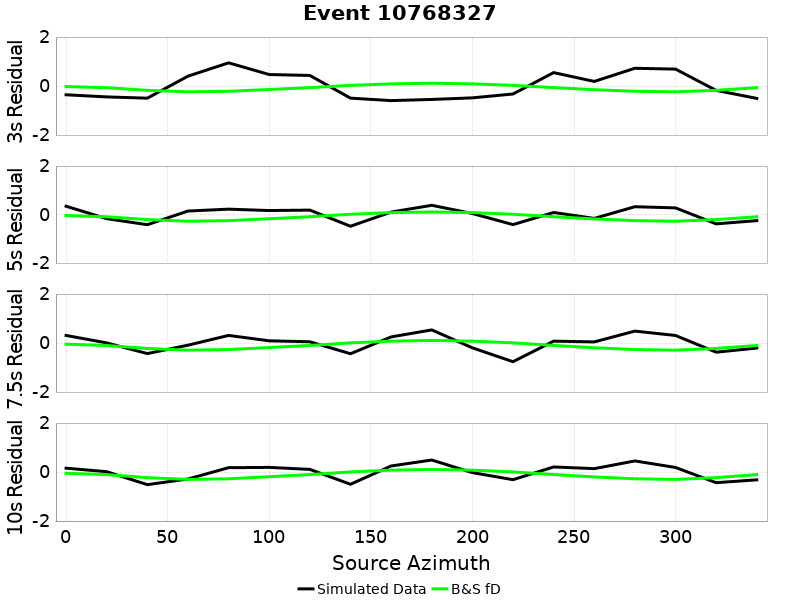 Event 10768327
3s Residual
2
0
-2
5s Residual
2
0
-2
7.5s Residual
2
0
-2
10s Residual
2
0
-2
0 50 100 150 200 250 300
Source Azimuth
Simulated Data B&S fD